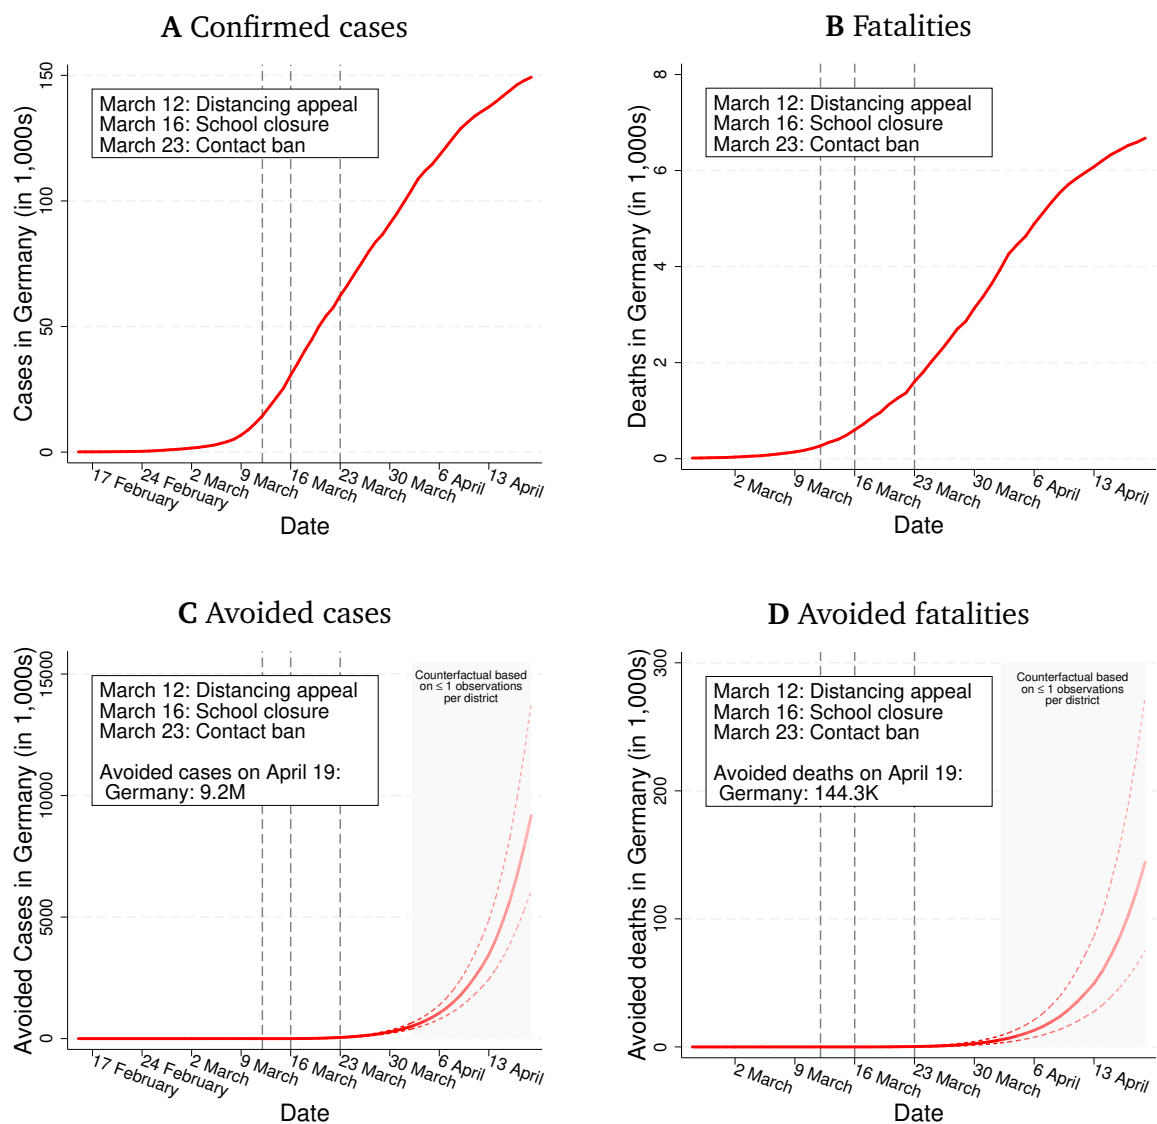 A Confirmed cases
Cases in Germany (in 1,000s)
150
100
50
0
March 12: Distancing appeal
March 16: School closure
March 23: Contact ban
17 February
24 February
2 March
9 March
16 March
23 March
30 March
6 April
13 April
Date
B Fatalities
Deaths in Germany (in 1,000s)
8
6
4
2
0
March 12: Distancing appeal
March 16: School closure
March 23: Contact ban
2 March
9 March
16 March
23 March
30 March
6 April
13 April
Date
C Avoided cases
Avoided Cases in Germany (in 1,000s)
15000
10000
5000
0
March 12: Distancing appeal
March 16: School closure
March 23: Contact ban
Avoided cases on April 19:
Germany: 9.2M
Counterfactual based
on ≤ 1 observations
per district
17 February
24 February
2 March
9 March
16 March
23 March
30 March
6 April
13 April
Date
D Avoided fatalities
Avoided deaths in Germany (in 1,000s)
300
200
100
0
March 12: Distancing appeal
March 16: School closure
March 23: Contact ban
Avoided deaths on April 19:
Germany: 144.3K
Counterfactual based
on ≤ 1 observations
per district
2 March
9 March
16 March
23 March
30 March
6 April
13 April
Date